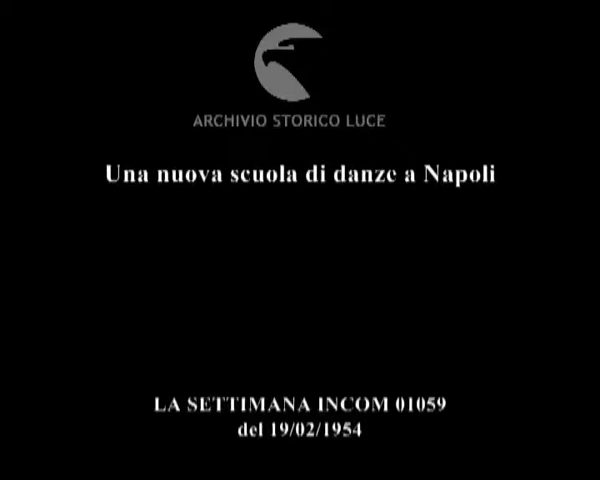 ARCHIVIO STORICO LUCE
Una nuova scuola di danze a Napoli
LA SETTIMANA INCOM 01059
del 19/02/1954